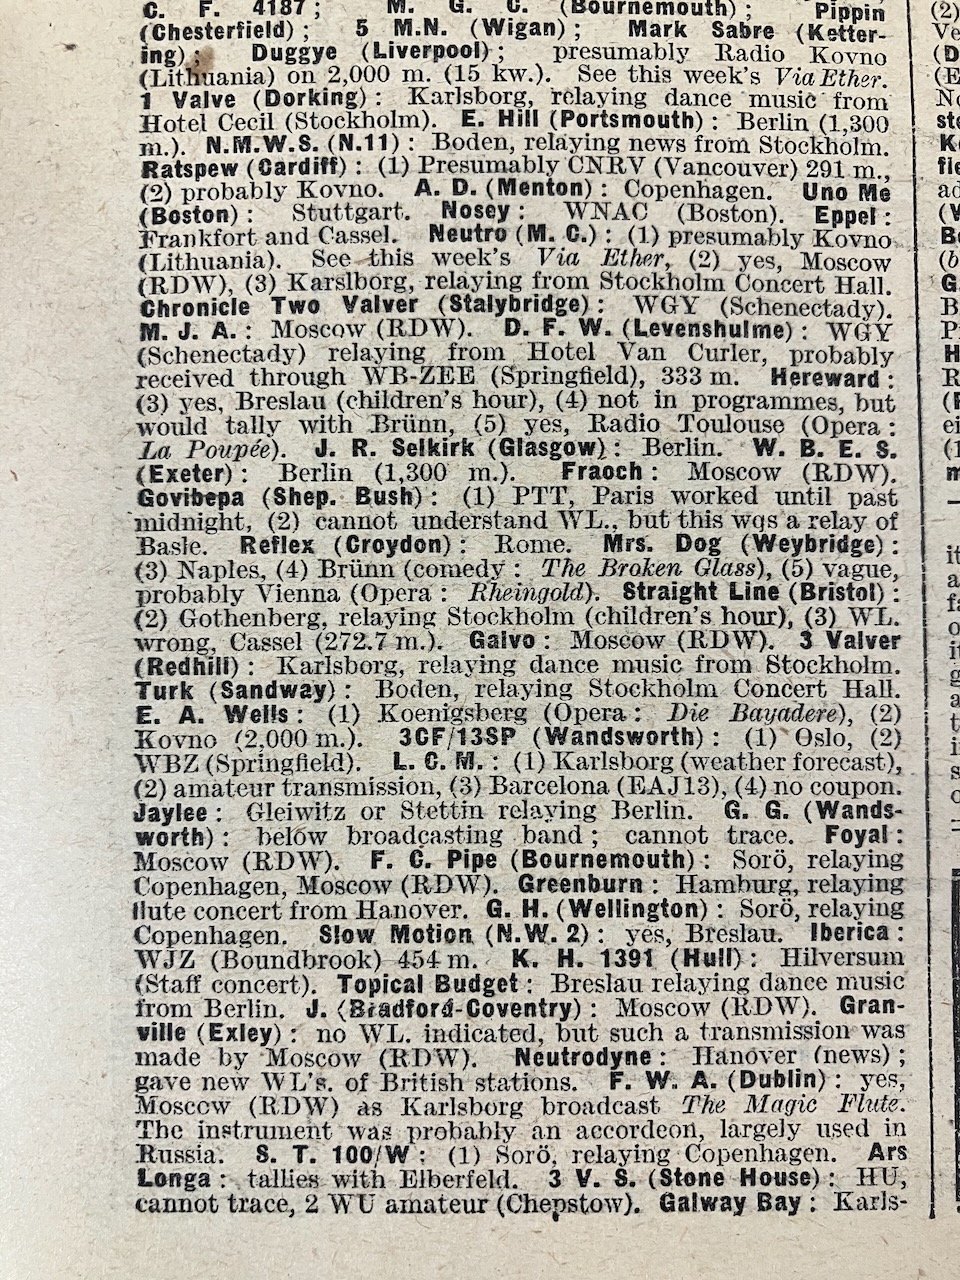 C. F. 4187; M. G. C. (Bournemouth); Pippin
(Chesterfield); 5 M.N. (Wigan); Mark Sabre (Ketter-
ing); Duggye (Liverpool); presumably Radio Kovno
(Lithuania) on 2,000 m. (15 kw.). See this week's Via Ether.
1 Valve (Dorking): Karlsborg, relaying dance music from
Hotel Cecil (Stockholm). E. Hill (Portsmouth): Berlin (1,300
m.). N.M.W.S. (N.11): Boden, relaying news from Stockholm.
Ratspew (Cardiff): (1) Presumably CNRV (Vancouver) 291 m.,
(2) probably Kovno. A. D. (Menton): Copenhagen. Uno Me
(Boston): Stuttgart. Nosey: WNAC (Boston). Eppel:
Frankfort and Cassel. Neutro (M. C.): (1) presumably Kovno
(Lithuania). See this week's Via Ether, (2) yes, Moscow
(RDW), (3) Karslborg, relaying from Stockholm Concert Hall.
Chronicle Two Valver (Stalybridge): WGY (Schenectady).
M. J. A.: Moscow (RDW). D. F. W. (Levenshulme): WGY
(Schenectady) relaying from Hotel Van Curler, probably
received through WB-ZEE (Springfield), 333 m. Hereward:
(3) yes, Breslau (children's hour), (4) not in programmes, but
would tally with Brünn, (5) yes, Radio Toulouse (Opera:
La Poupée). J. R. Selkirk (Glasgow): Berlin. W. B. E. S.
(Exeter): Berlin (1,300 m.). Fraoch: Moscow (RDW).
Govibepa (Shep. Bush): (1) PTT, Paris worked until past
midnight, (2) cannot understand WL., but this wqs a relay of
Basle. Reflex (Croydon): Rome. Mrs. Dog (Weybridge):
(3) Naples, (4) Brünn (comedy: The Broken Glass), (5) vague,
probably Vienna (Opera: Rheingold). Straight Line (Bristol):
(2) Gothenberg, relaying Stockholm (children's hour), (3) WL.
wrong, Cassel (272.7 m.). Galvo: Moscow (RDW). 3 Valver
(Redhill): Karlsborg, relaying dance music from Stockholm.
Turk (Sandway): Boden, relaying Stockholm Concert Hall.
E. A. Wells: (1) Koenigsberg (Opera: Die Bayadere), (2)
Kovno (2,000 m.). 3CF/13SP (Wandsworth): (1) Oslo, (2)
WBZ (Springfield). L. C. M.: (1) Karlsborg (weather forecast),
(2) amateur transmission, (3) Barcelona (EAJ13), (4) no coupon.
Jaylee: Gleiwitz or Stettin relaying Berlin. G. G. (Wands-
worth): below broadcasting band; cannot trace. Foyal:
Moscow (RDW). F. C. Pipe (Bournemouth): Sorö, relaying
Copenhagen, Moscow (RDW). Greenburn: Hamburg, relaying
flute concert from Hanover. G. H. (Wellington): Sorö, relaying
Copenhagen. Slow Motion (N.W. 2): yes, Breslau. Iberica:
WJZ (Boundbrook) 454 m. K. H. 1391 (Hull): Hilversum
(Staff concert). Topical Budget: Breslau relaying dance music
from Berlin. J. (Bradford-Coventry): Moscow (RDW). Gran-
ville (Exley): no WL. indicated, but such a transmission was
made by Moscow (RDW). Neutrodyne: Hanover (news);
gave new WL's. of British stations. F. W. A. (Dublin): yes,
Moscow (RDW) as Karlsborg broadcast The Magic Flute.
The instrument was probably an accordeon, largely used in
Russia. S. T. 100/W: (1) Sorö, relaying Copenhagen. Ars
Longa: tallies with Elberfeld. 3 V. S. (Stone House): HU,
cannot trace, 2 WU amateur (Chepstow). Galway Bay: Karls-